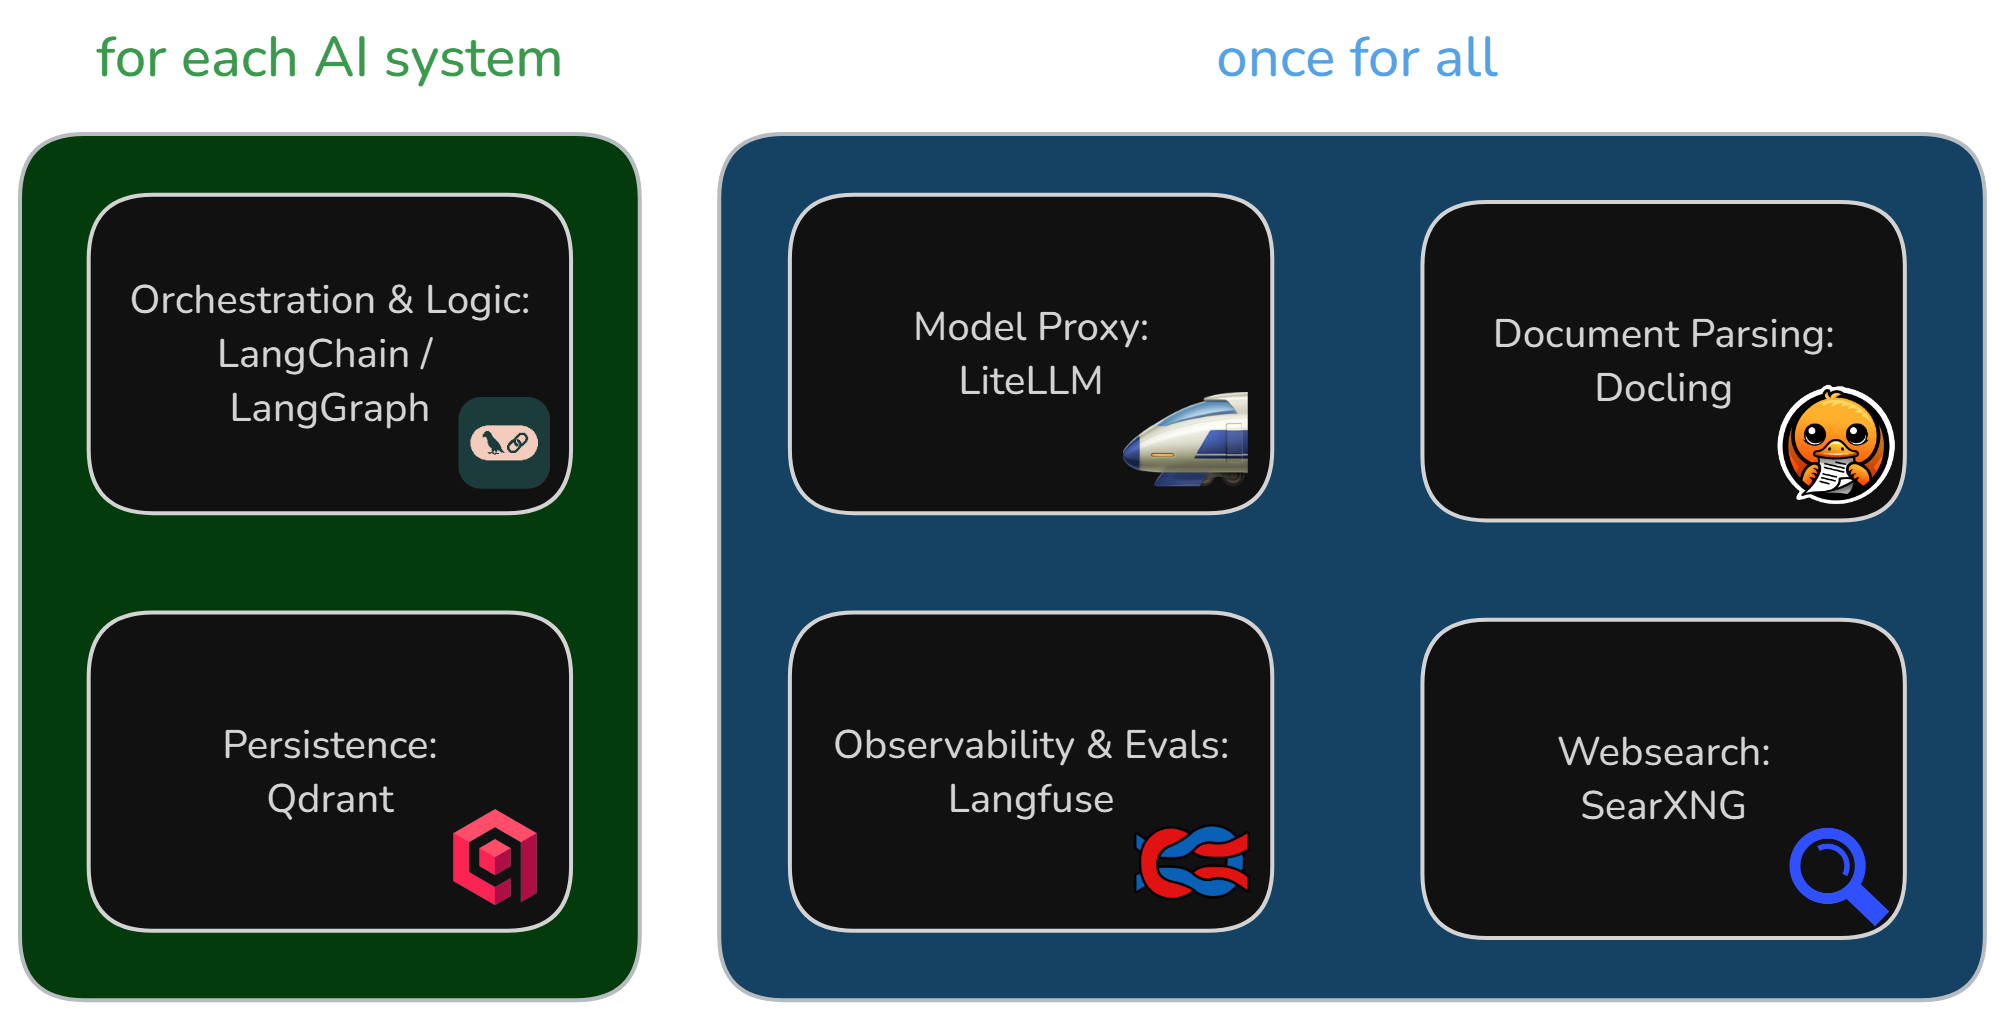 for each AI system
once for all
Orchestration & Logic:
LangChain /
LangGraph
Model Proxy:
LiteLLM
Document Parsing:
Docling
Persistence:
Qdrant
Observability & Evals:
Langfuse
Websearch:
SearXNG